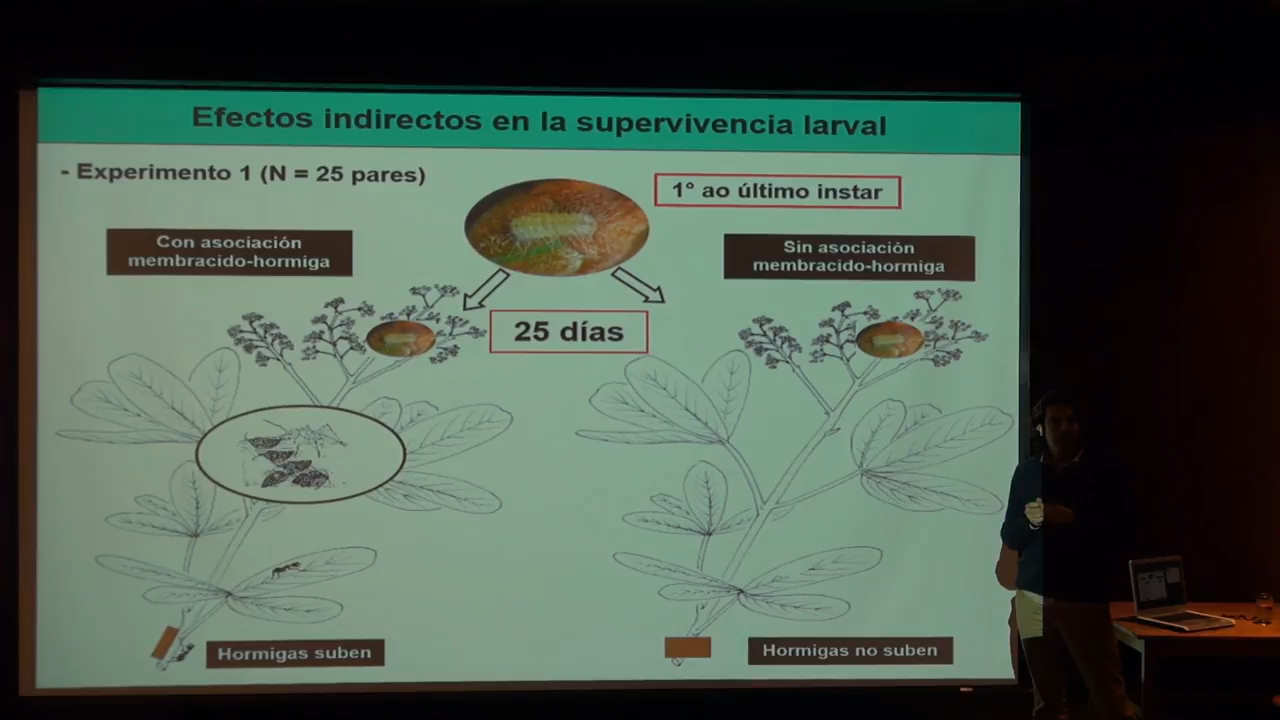 Efectos indirectos en la supervivencia larval
- Experimento 1 (N = 25 pares)
1° ao último instar
Con asociación
membracido-hormiga
Sin asociación
membracido-hormiga
25 días
Hormigas suben
Hormigas no suben